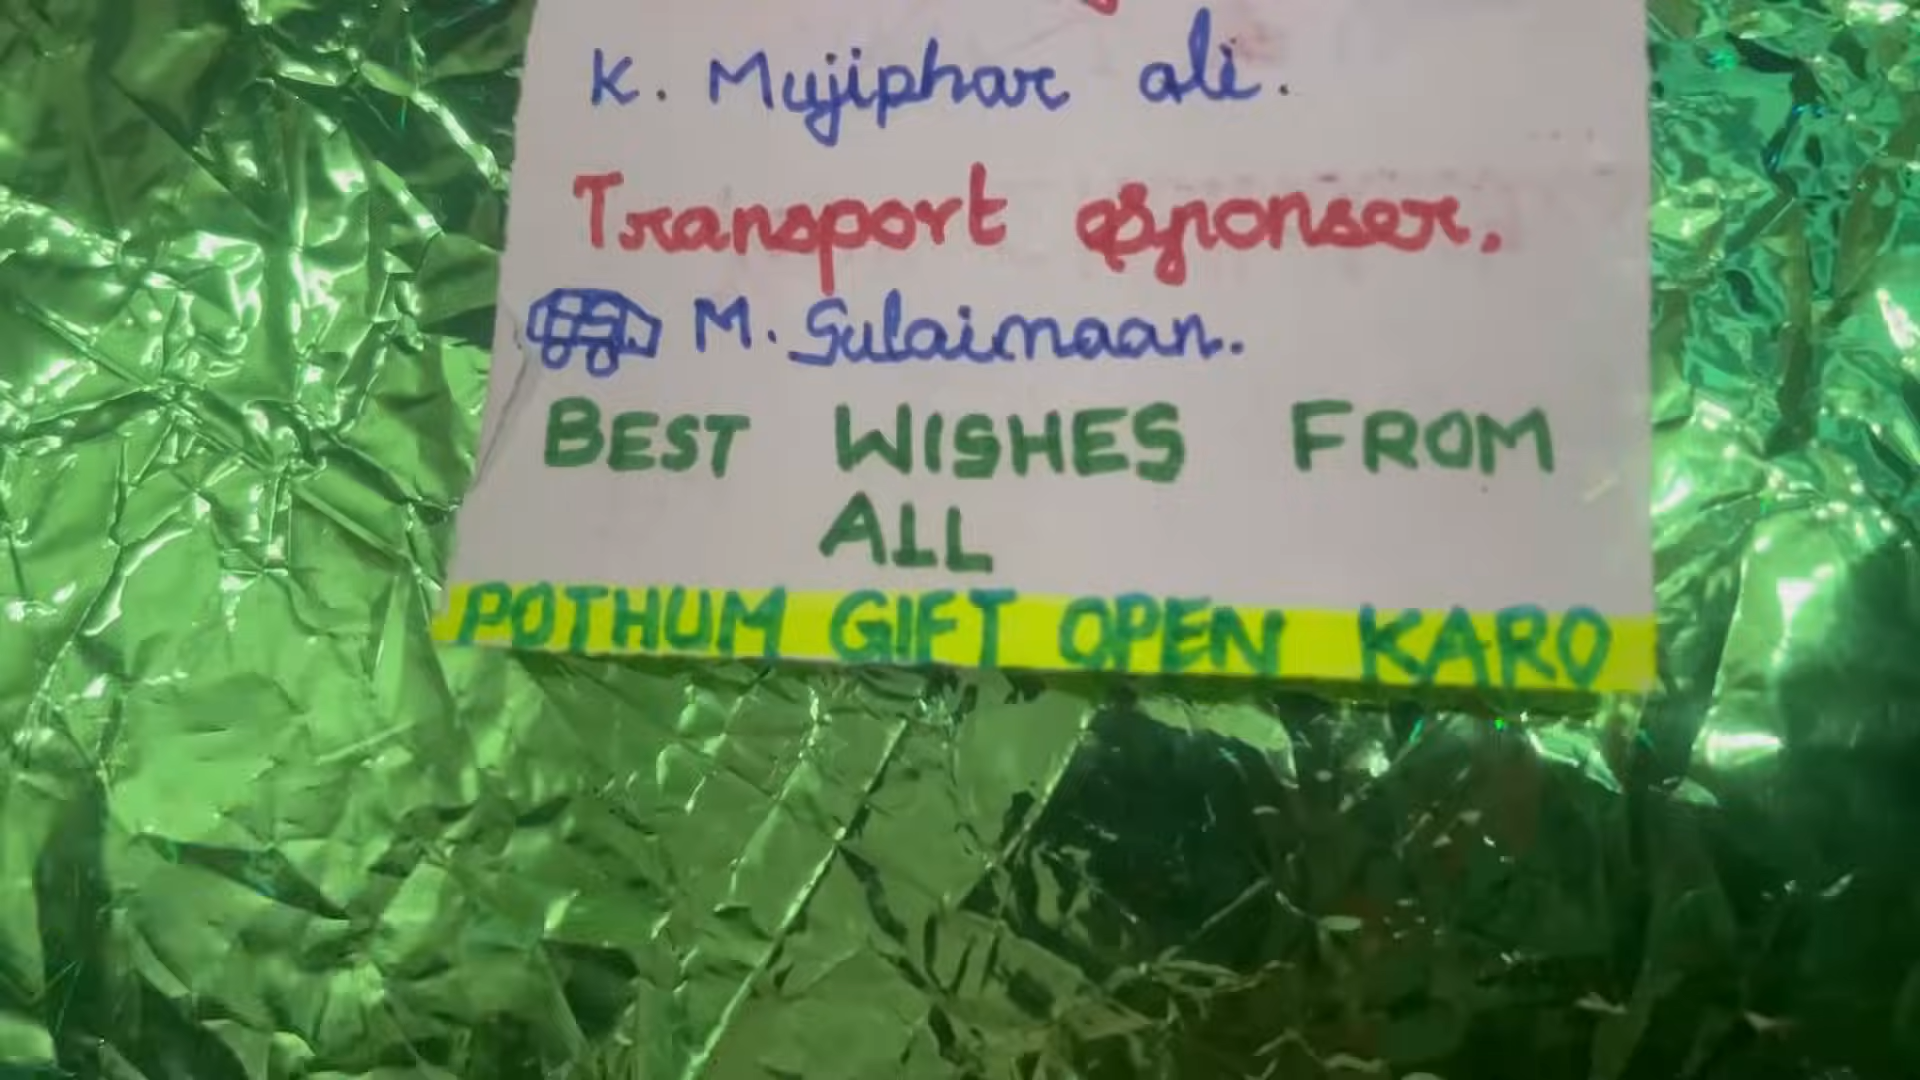 K. Mujiphar ali.
Transport Sponser.
M. Sulaimaan.
BEST WISHES FROM
ALL
POTHUM GIFT OPEN KARO